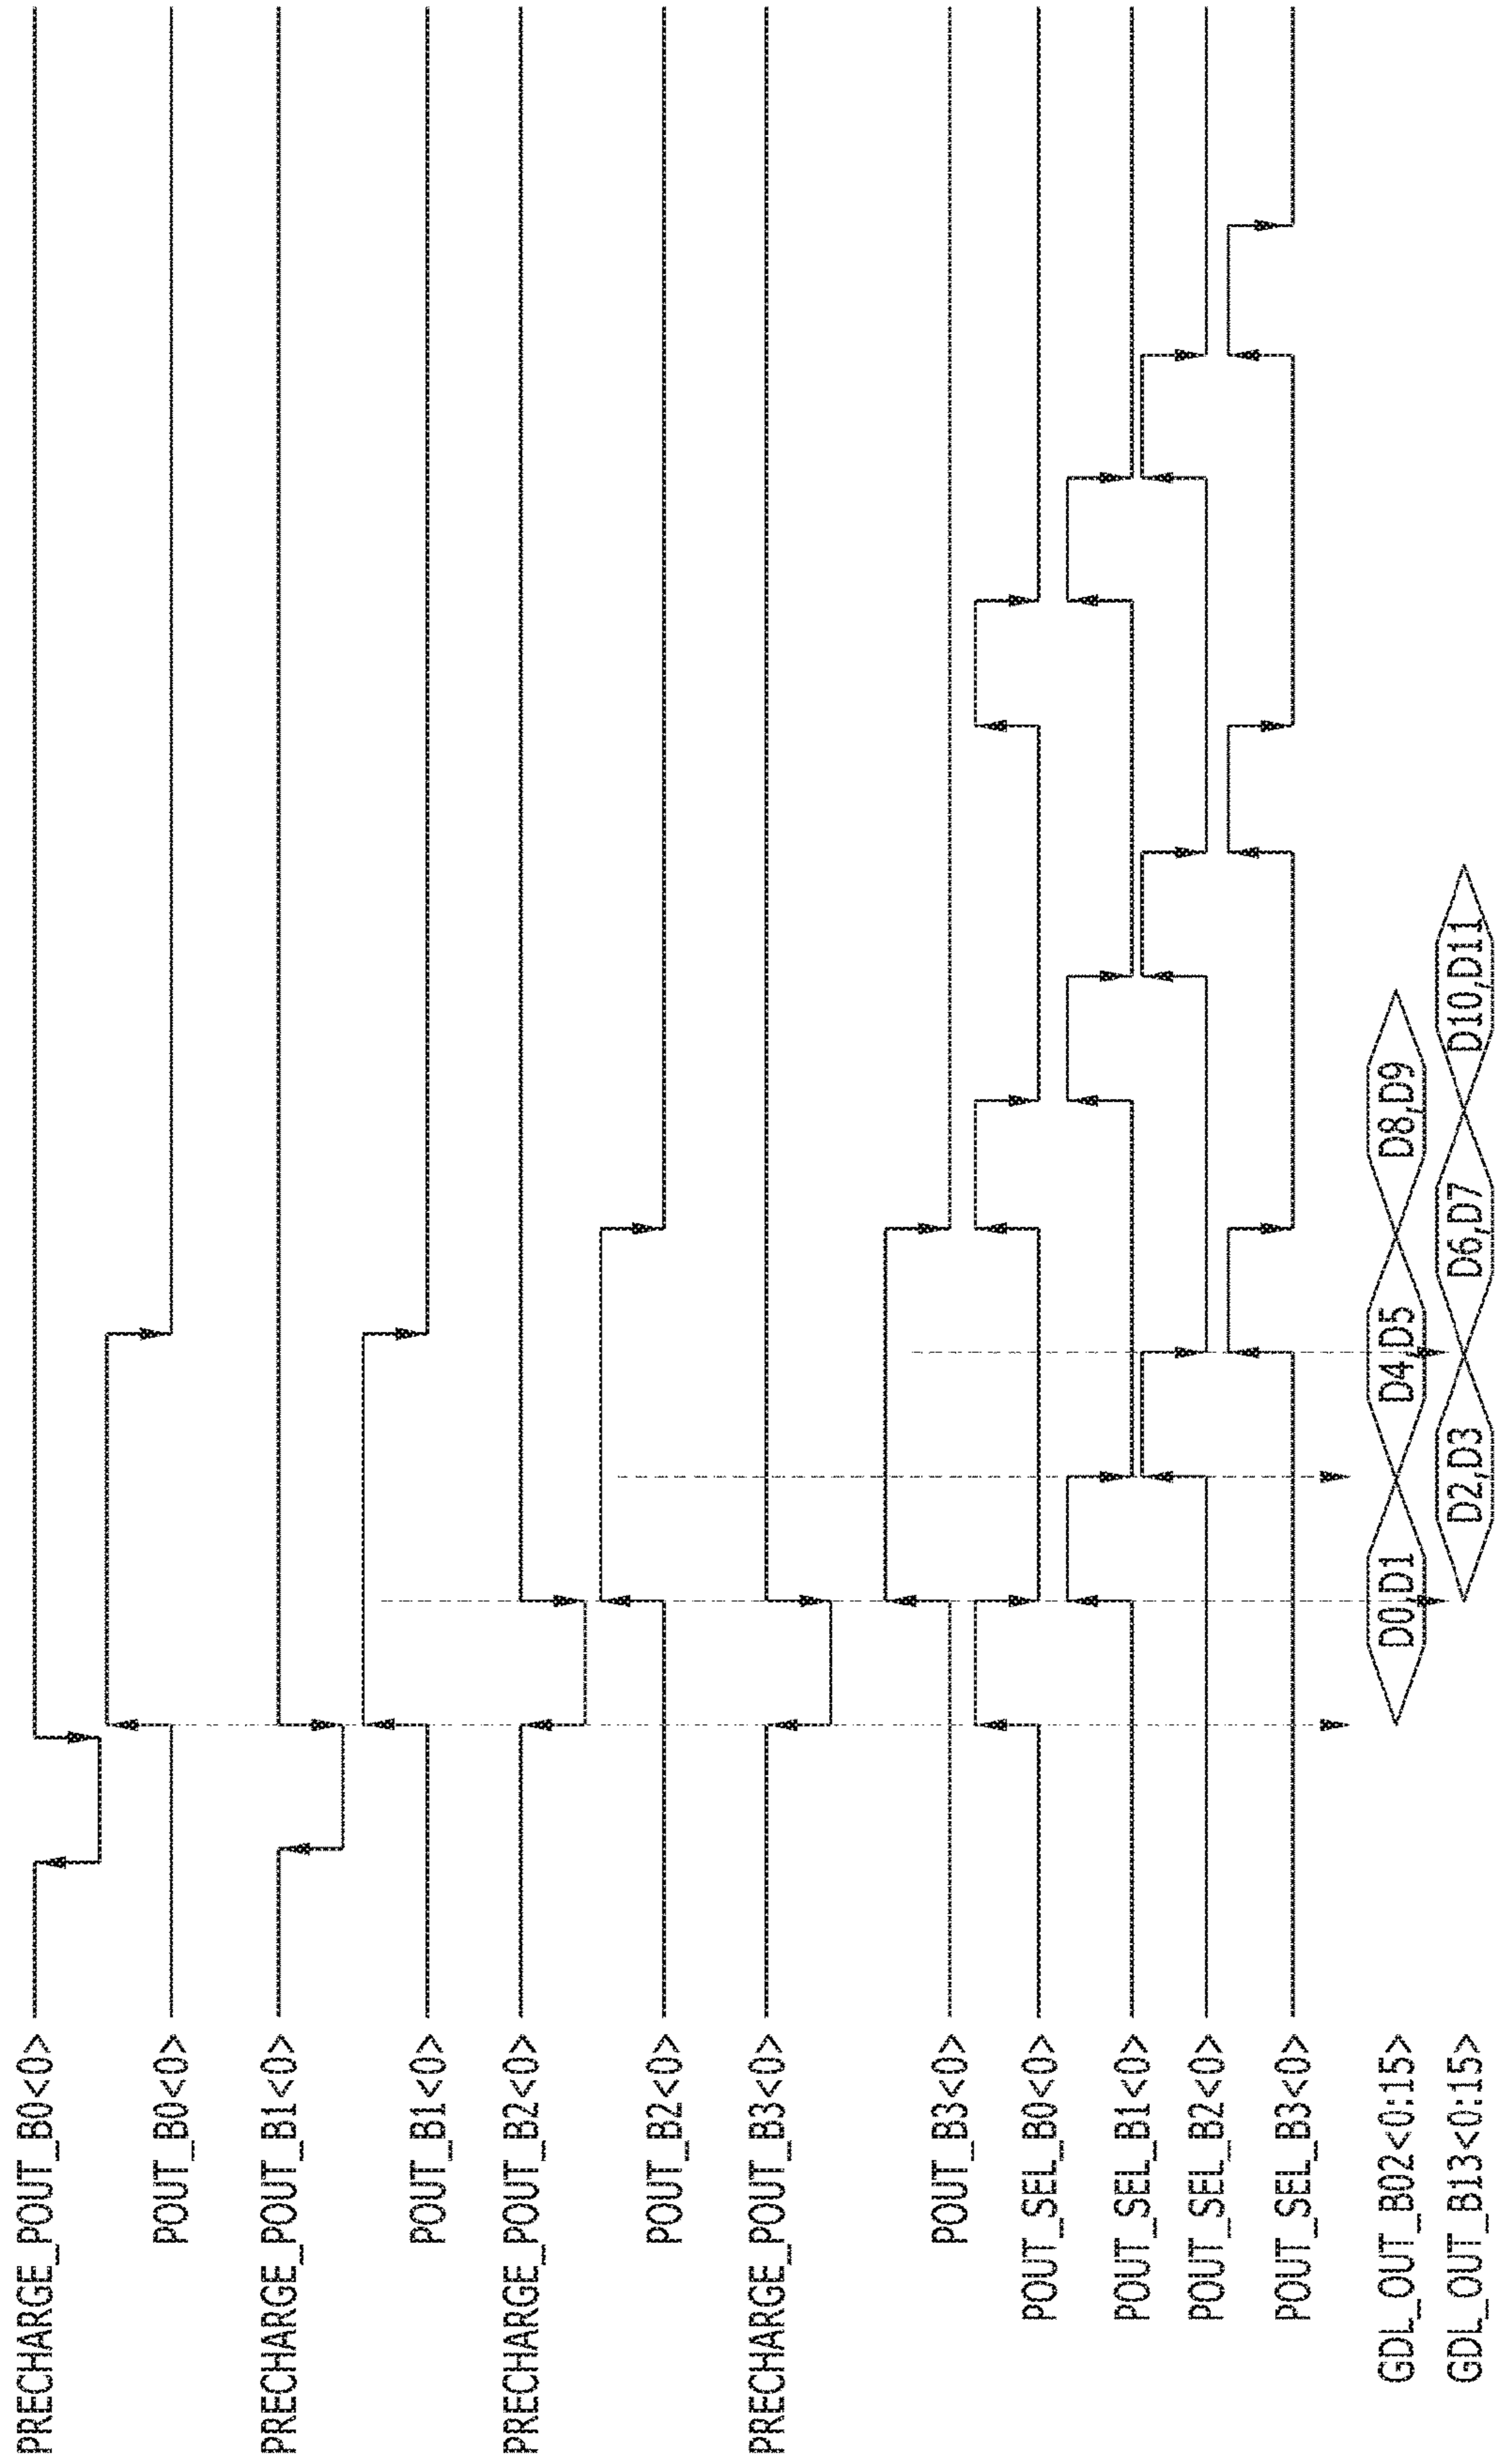 PRECHARGE_POUT_B0<0>
POUT_B0<0>
PRECHARGE_POUT_B1<0>
POUT_B1<0>
PRECHARGE_POUT_B2<0>
POUT_B2<0>
PRECHARGE_POUT_B3<0>
POUT_B3<0>
POUT_SEL_B0<0>
POUT_SEL_B1<0>
POUT_SEL_B2<0>
POUT_SEL_B3<0>
GDL_OUT_B02<0:15> D0,D1 D4,D5 D8,D9
GDL_OUT_B13<0:15> D2,D3 D6,D7 D10,D11